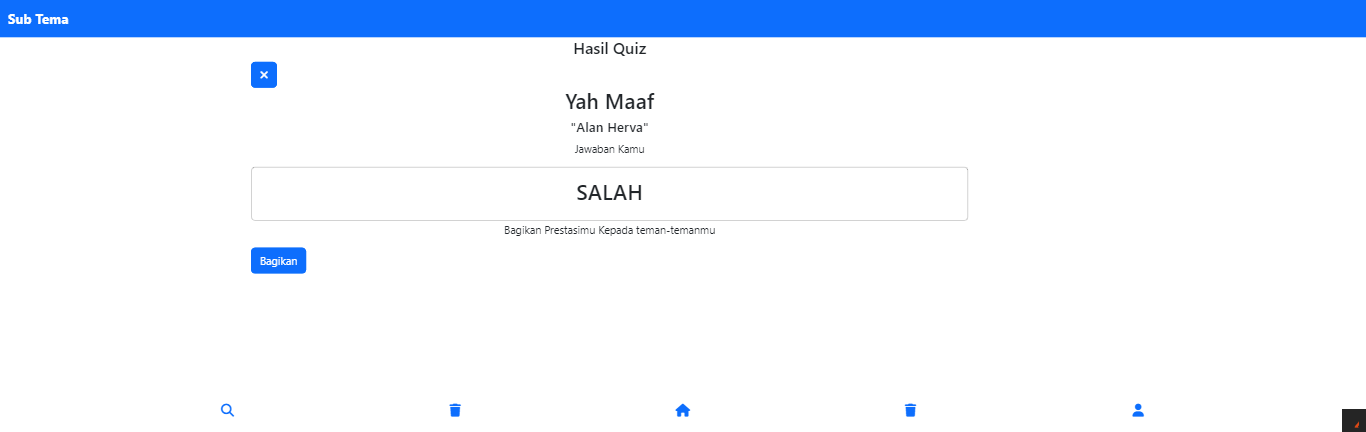 Sub Tema
Hasil Quiz
Yah Maaf
"Alan Herva"
Jawaban Kamu
SALAH
Bagikan Prestasimu Kepada teman-temanmu
Bagikan